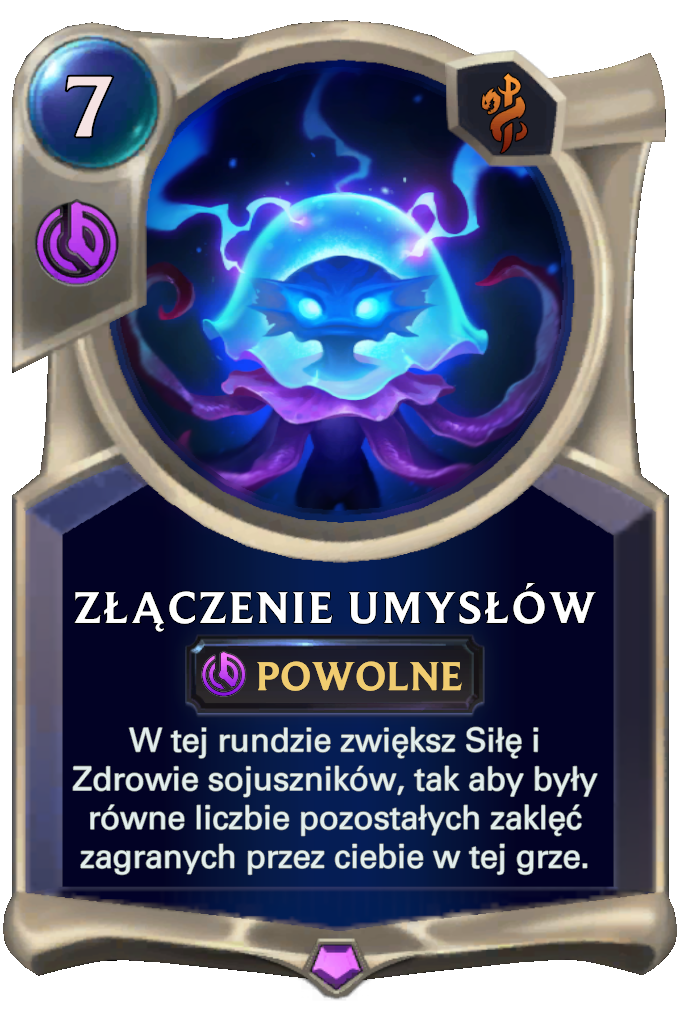 7
ZŁĄCZENIE UMYSŁÓW
POWOLNE
W tej rundzie zwiększ Siłę i
Zdrowie sojuszników, tak aby były
równe liczbie pozostałych zaklęć
zagranych przez ciebie w tej grze.